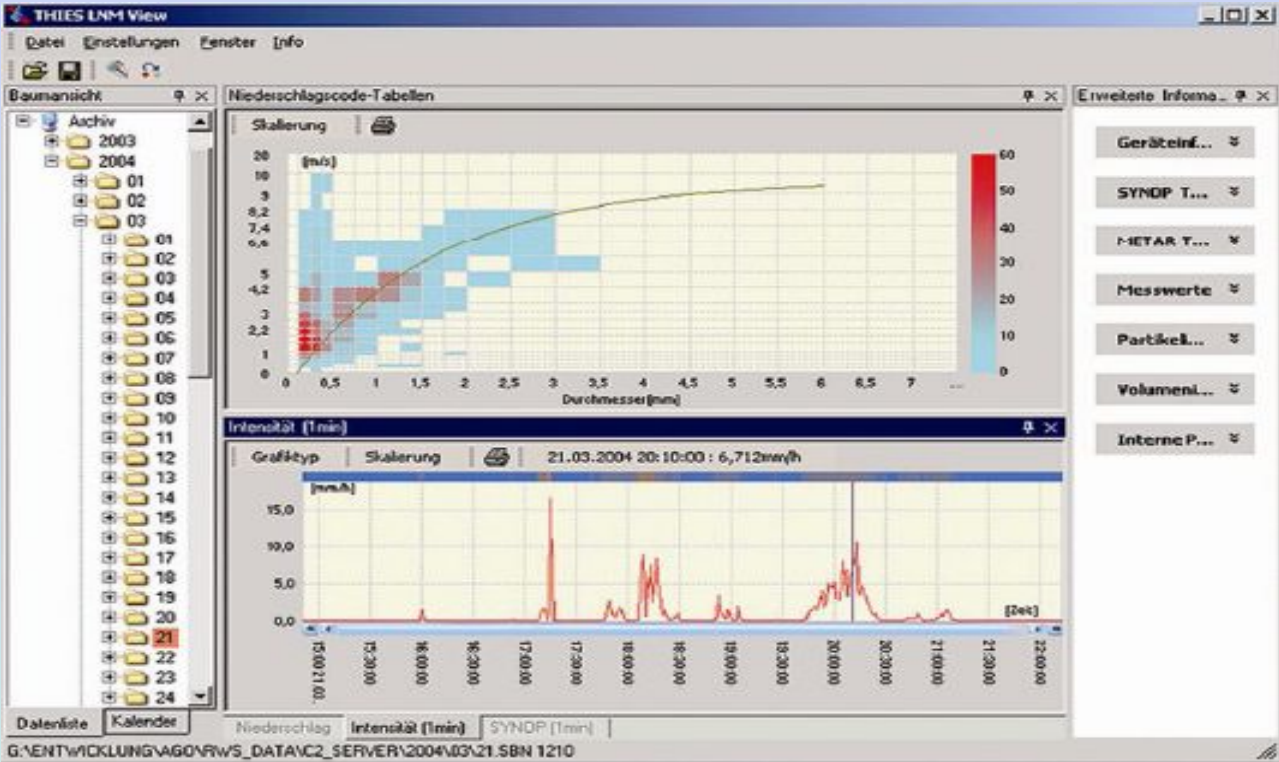 THIES LNM View
Datei Einstellungen Fenster Info
Baumansicht
Archiv
2003
2004
01
02
03
01
02
03
04
05
06
07
08
09
10
11
12
13
14
15
16
17
18
19
20
21
22
23
24
Datenliste Kalender
Niederschlagscode-Tabellen
Skalierung
[m/s]
20
10
9
8,2
7,4
6,6
5
4,2
3
2,2
1
0
0 0,5 1 1,5 2 2,5 3 3,5 4 4,5 5 5,5 6 6,5 7 ...
Durchmesser[mm]
60
50
40
30
20
10
0
Intensität (1min)
Grafiktyp Skalierung 21.03.2004 20:10:00 : 6,712mm/h
[mm/h]
15,0
10,0
5,0
0,0
[Zeit]
15:00 21.03.
15:30:00
16:00:00
16:30:00
17:00:00
17:30:00
18:00:00
18:30:00
19:00:00
19:30:00
20:00:00
20:30:00
21:00:00
21:30:00
22:00:00
Niederschlag Intensität (1min) SYNOP (1min)
Erweiterte Informa...
Geräteinf...
SYNOP T...
METAR T...
Messwerte
Partikeli...
Volumeni...
Interne P...
G:\ENTWICKLUNG\AGO\RWS_DATA\C2_SERVER\2004\03\21.SBN 1210